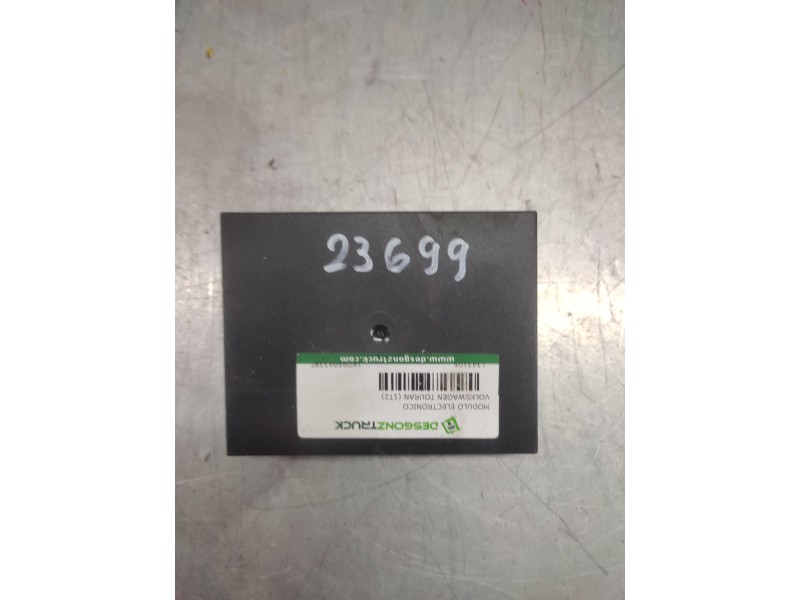 23699
DESGONZTRUCK
MODULO ELECTRONICO
VOLKSWAGEN TOURAN (1T2)
www.desgonztruck.com